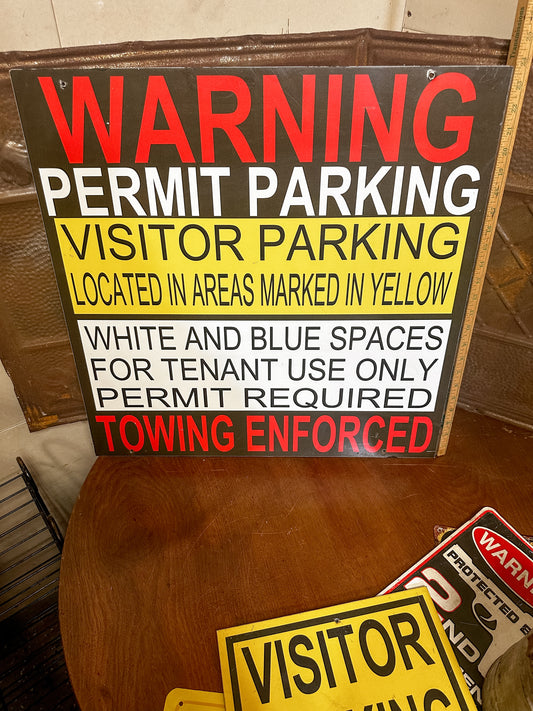 WARNING
PERMIT PARKING
VISITOR PARKING
LOCATED IN AREAS MARKED IN YELLOW
WHITE AND BLUE SPACES
FOR TENANT USE ONLY
PERMIT REQUIRED
TOWING ENFORCED
WARN
PROTECTED
VISITOR
KING